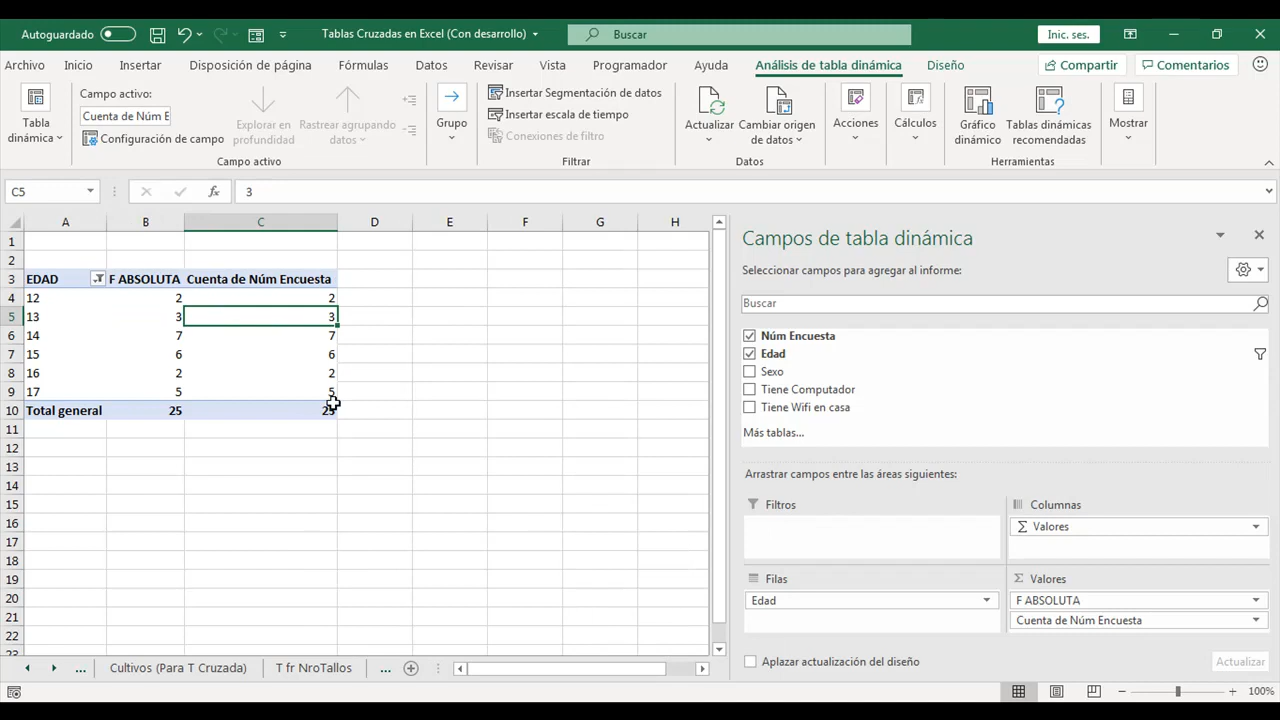 Autoguardado
Tablas Cruzadas en Excel (Con desarrollo)
Buscar
Inic. ses.
Archivo Inicio Insertar Disposición de página Fórmulas Datos Revisar Vista Programador Ayuda Análisis de tabla dinámica Diseño Compartir Comentarios
Tabla dinámica
Campo activo:
Cuenta de Núm E
Configuración de campo
Explorar en profundidad
Rastrear agrupando datos
Campo activo
Grupo
Insertar Segmentación de datos
Insertar escala de tiempo
Conexiones de filtro
Filtrar
Actualizar
Cambiar origen de datos
Datos
Acciones
Cálculos
Gráfico dinámico
Tablas dinámicas recomendadas
Herramientas
Mostrar
C5 fx 3
A B C D E F G H
1
2
3 EDAD F ABSOLUTA Cuenta de Núm Encuesta
4 12 2 2
5 13 3 3
6 14 7 7
7 15 6 6
8 16 2 2
9 17 5 5
10 Total general 25 25
11
12
13
14
15
16
17
18
19
20
21
22
23
... Cultivos (Para T Cruzada) T fr NroTallos ...
Campos de tabla dinámica
Seleccionar campos para agregar al informe:
Buscar
Núm Encuesta
Edad
Sexo
Tiene Computador
Tiene Wifi en casa
Más tablas...
Arrastrar campos entre las áreas siguientes:
Filtros
Columnas
Σ Valores
Filas
Edad
Σ Valores
F ABSOLUTA
Cuenta de Núm Encuesta
Aplazar actualización del diseño
Actualizar
100%